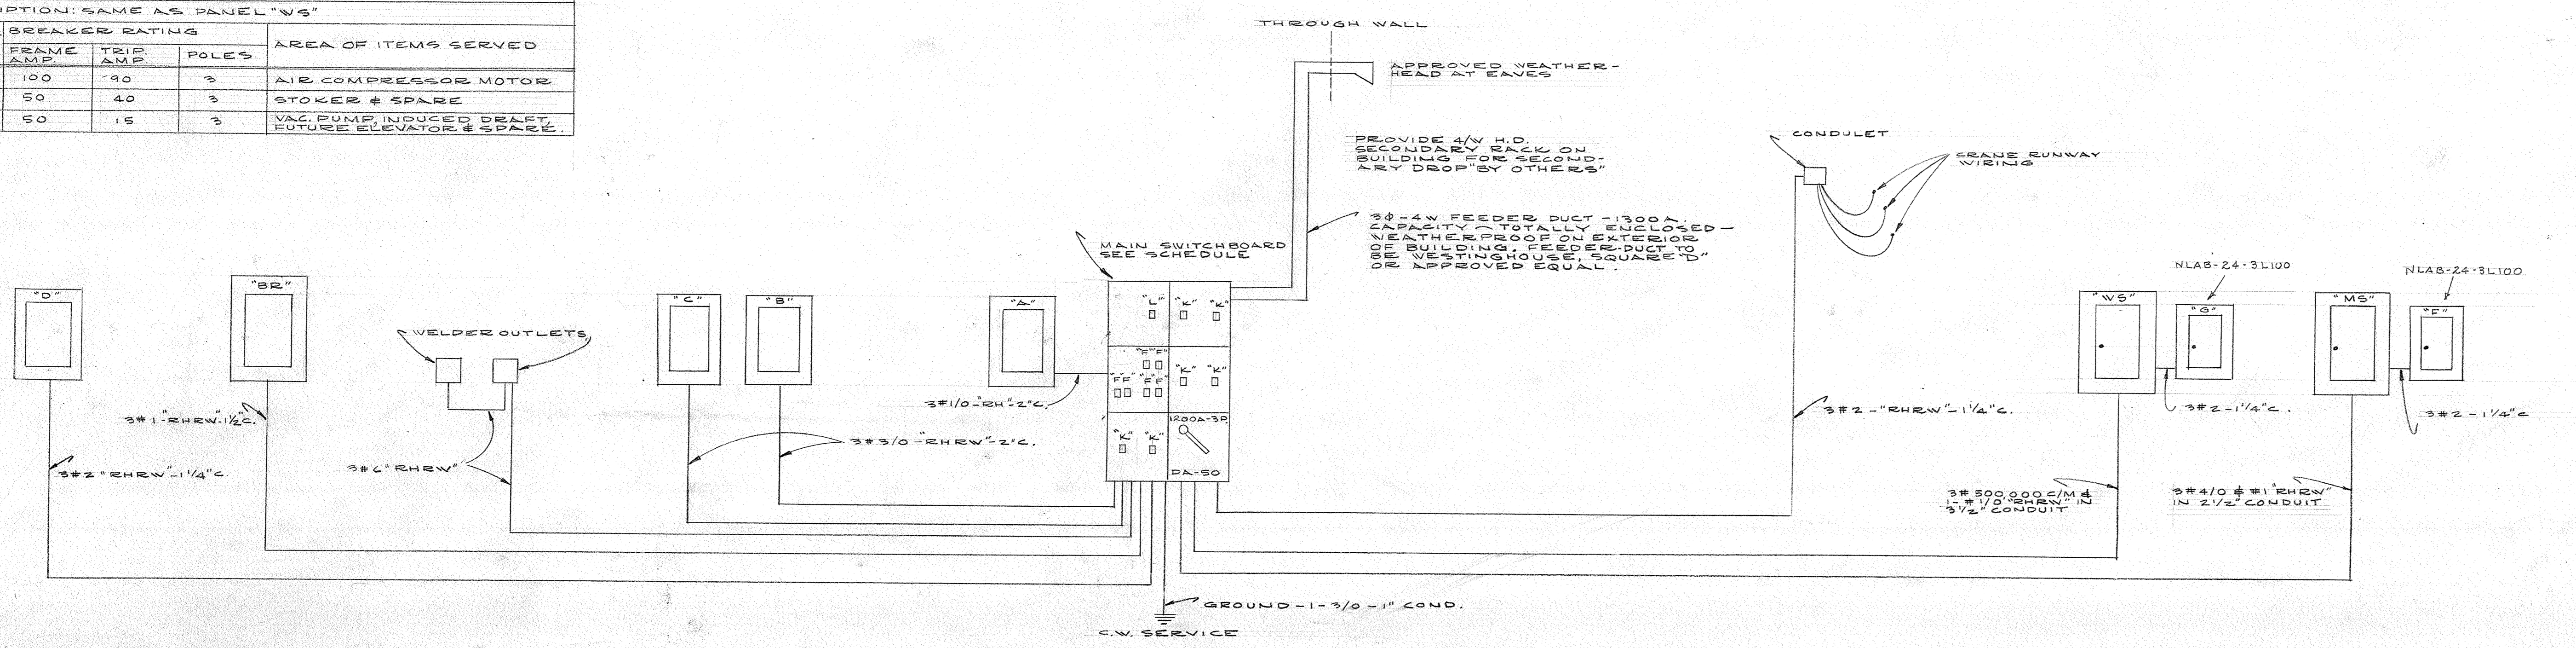 IPTION: SAME AS PANEL "WS"
BREAKER RATING
AREA OF ITEMS SERVED
FRAME AMP.
TRIP. AMP.
POLES
100 90 3 AIR COMPRESSOR MOTOR
50 40 3 STOKER & SPARE
50 15 3 VAC. PUMP, INDUCED DRAFT,
FUTURE ELEVATOR & SPARE.
THROUGH WALL
APPROVED WEATHER-
HEAD AT EAVES
PROVIDE 4/W H.D.
SECONDARY RACK ON
BUILDING FOR SECOND-
ARY DROP "BY OTHERS"
CONDULET
CRANE RUNWAY
WIRING
3Φ-4W FEEDER DUCT-1300A.
CAPACITY - TOTALLY ENCLOSED-
WEATHERPROOF ON EXTERIOR
OF BUILDING. FEEDER-DUCT TO
BE WESTINGHOUSE, SQUARE "D"
OR APPROVED EQUAL.
MAIN SWITCHBOARD
SEE SCHEDULE
NLAB-24-3L100
NLAB-24-3L100
"D"
"BR"
WELDER OUTLETS
"C"
"B"
"A"
"L" "K" "K"
"F" "F"
"F F" "F F"
"K" "K"
1200A-3P.
"K" "K"
DA-50
"WS"
"G"
"MS"
"F"
3#1-"RHRW"-1½"C.
3#2 "RHRW"-1¼"C.
3#6 "RHRW"
3#3/0-"RHRW"-2"C.
3#1/0-"RH"-2"C.
3#2-"RHRW"-1¼"C.
3#2-1¼"C.
3#2-1¼"C
3#500,000 C/M &
1-#1/0 "RHRW" IN
3½" CONDUIT
3#4/0 & #1 "RHRW"
IN 2½" CONDUIT
GROUND-1-3/0-1" COND.
C.W. SERVICE